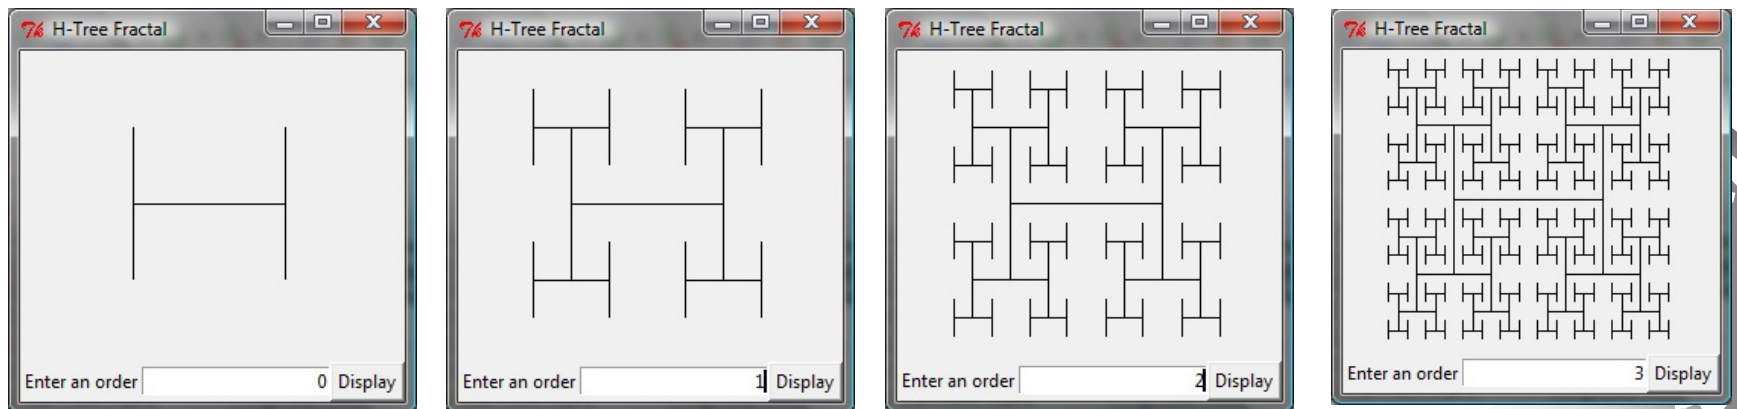 H-Tree Fractal
Enter an order 0 Display
H-Tree Fractal
Enter an order 1 Display
H-Tree Fractal
Enter an order 2 Display
H-Tree Fractal
Enter an order 3 Display